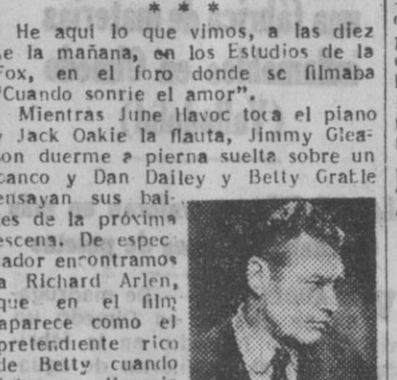 * * *
He aquí lo que vimos, a las diez
e la mañana, en los Estudios de la
Fox, en el foro donde se filmaba
"Cuando sonrie el amor".
Mientras June Havoc toca el piano
y Jack Oakie la flauta, Jimmy Glea-
son duerme a pierna suelta sobre un
banco y Dan Dailey y Betty Grable
ensayan sus bai-
es de la próxima
escena. De espec
ador encontramos
a Richard Arlen,
que en el film
aparece como el
pretendiente rico
de Betty cuando